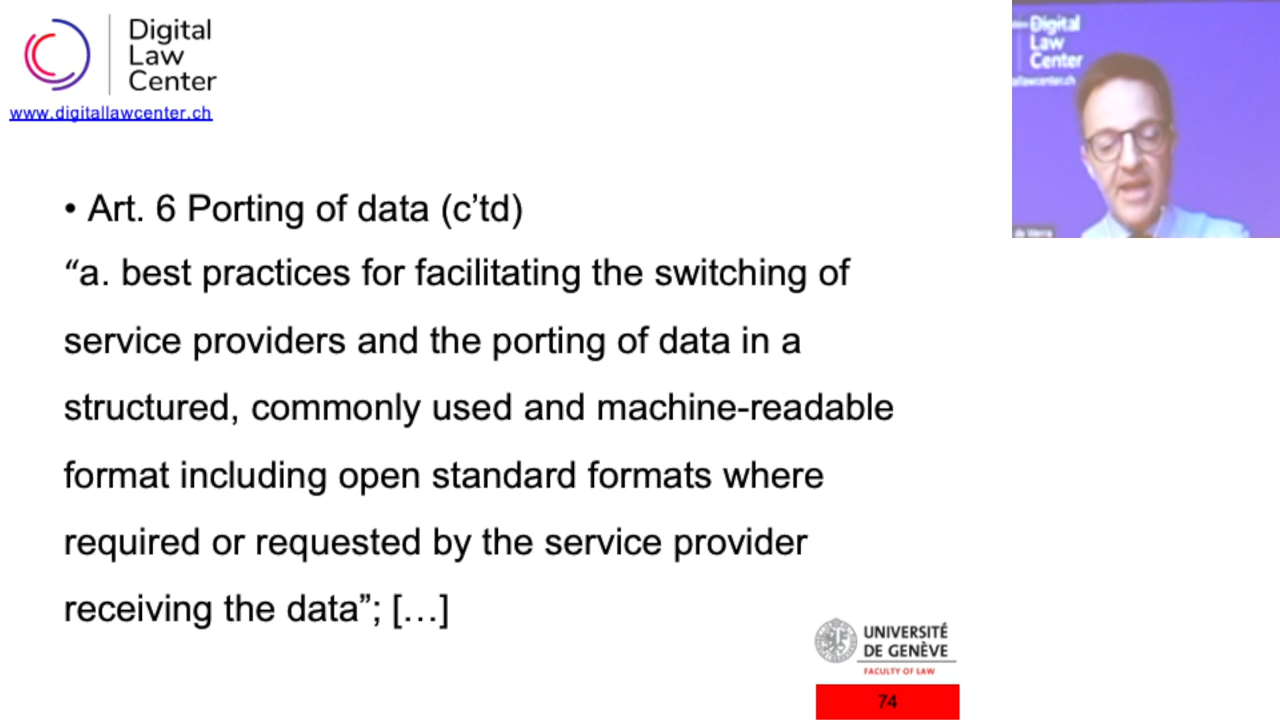 Digital
Law
Center
www.digitallawcenter.ch
Digital
Law
Center
• Art. 6 Porting of data (c’td)
“a. best practices for facilitating the switching of
service providers and the porting of data in a
structured, commonly used and machine-readable
format including open standard formats where
required or requested by the service provider
receiving the data”; […]
UNIVERSITÉ
DE GENÈVE
FACULTY OF LAW
74